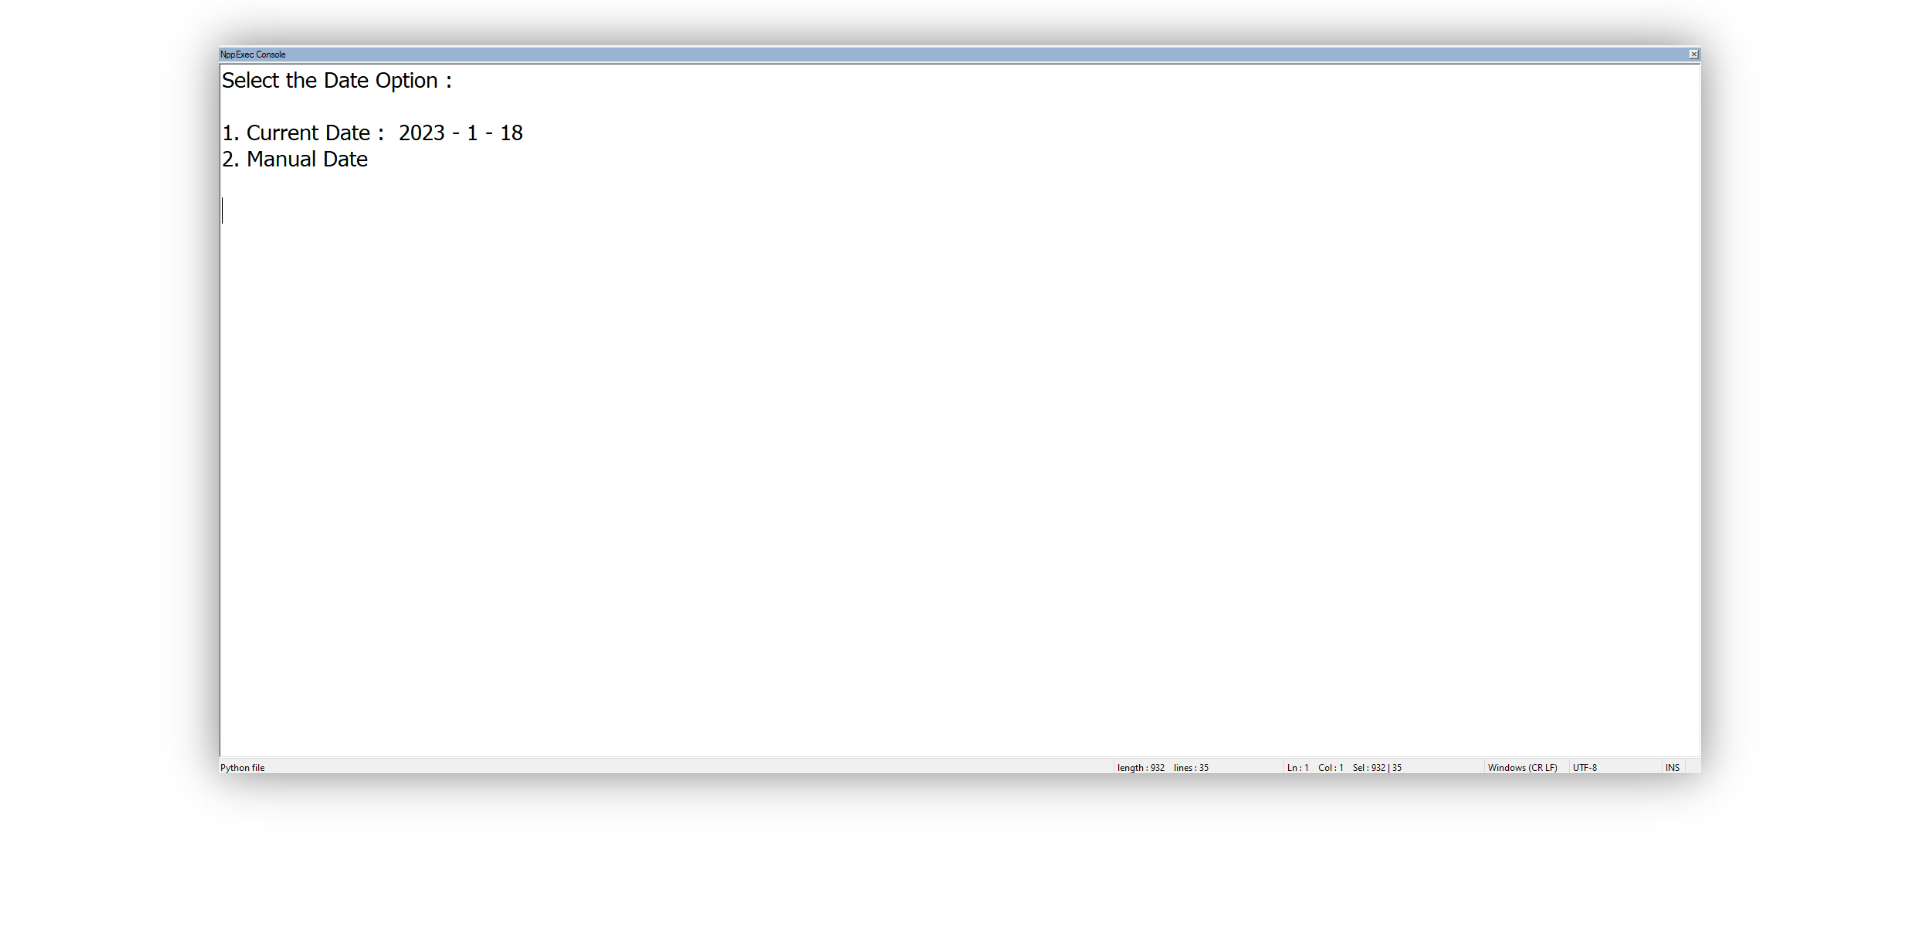 NppExec Console
Select the Date Option :
1. Current Date :  2023 - 1 - 18
2. Manual Date
Python file
length : 932    lines : 35
Ln : 1    Col : 1    Sel : 932 | 35
Windows (CR LF)
UTF-8
INS